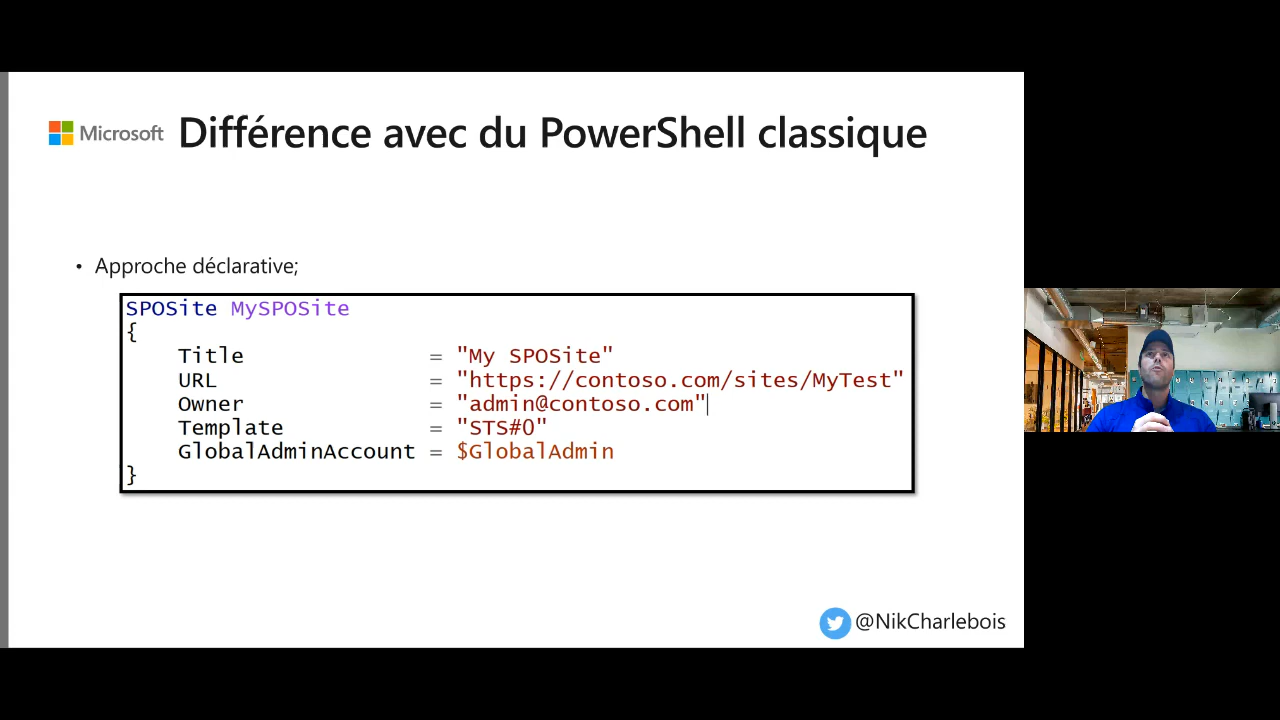 Microsoft Différence avec du PowerShell classique
• Approche déclarative;
SPOSite MySPOSite
{
Title = "My SPOSite"
URL = "https://contoso.com/sites/MyTest"
Owner = "admin@contoso.com"
Template = "STS#0"
GlobalAdminAccount = $GlobalAdmin
}
@NikCharlebois